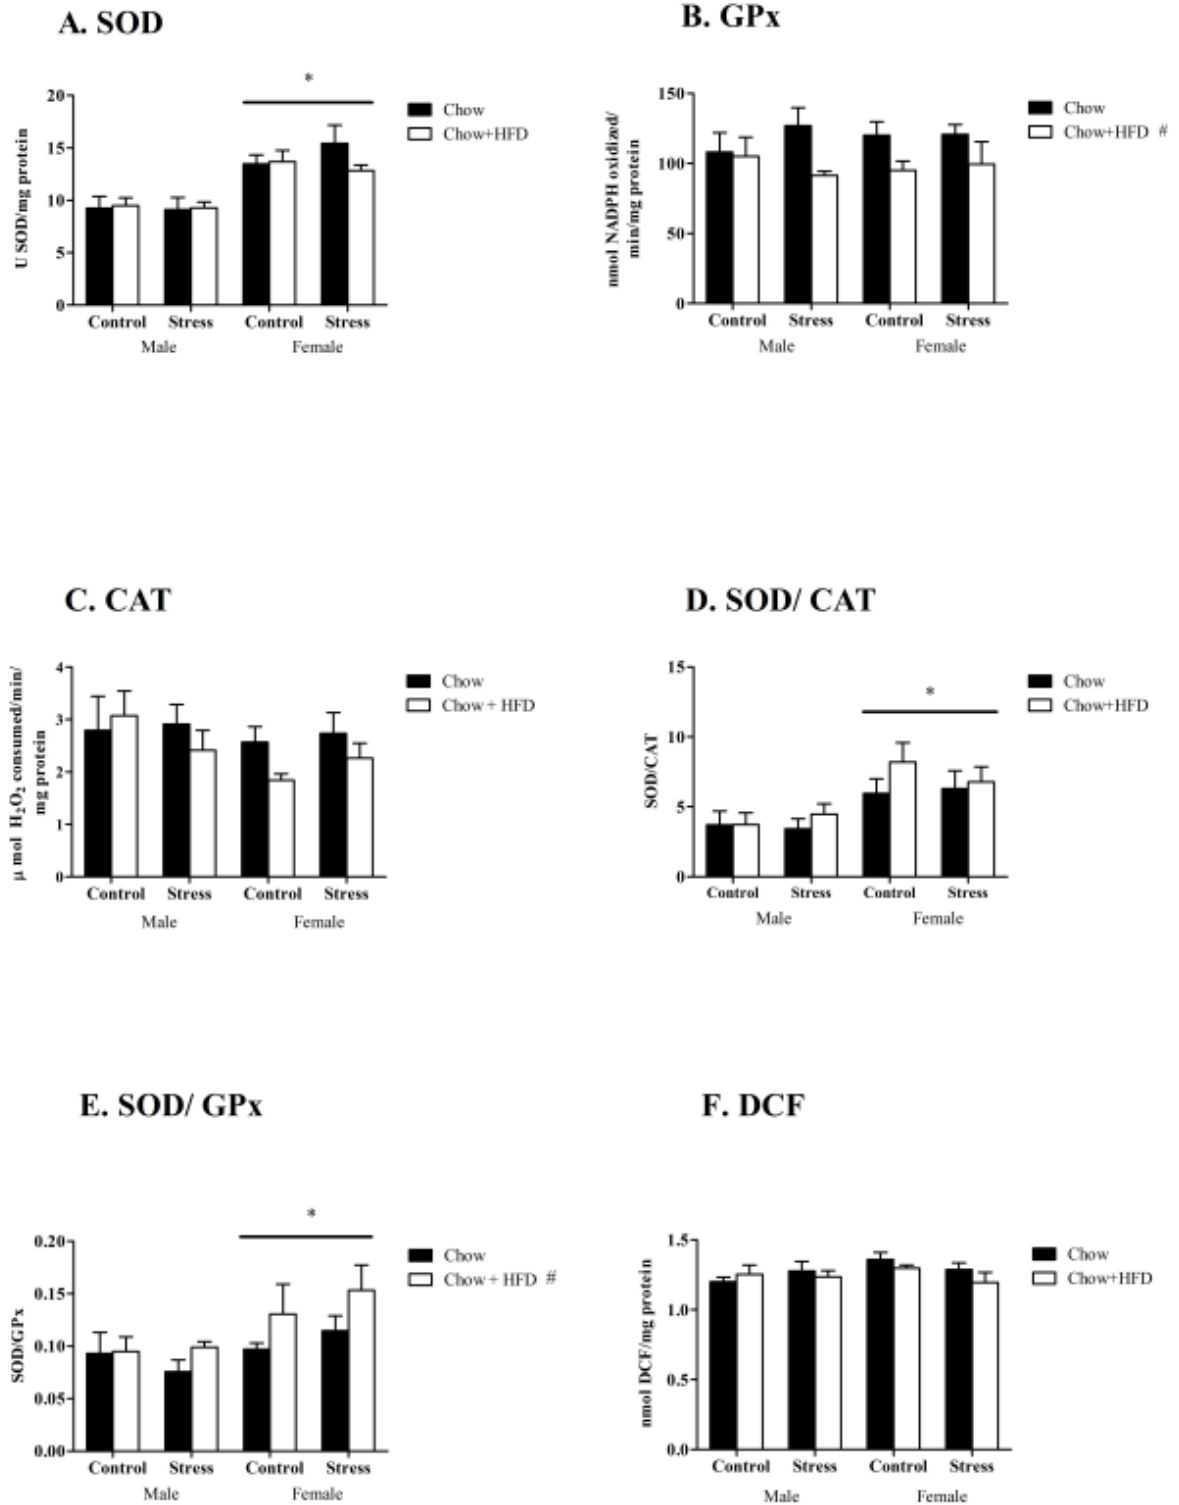 A. SOD
*
20
15
10
5
0
U SOD/mg protein
Chow
Chow+HFD
Control Stress Control Stress
Male Female
B. GPx
150
100
50
0
nmol NADPH oxidized/
min/mg protein
Chow
Chow+HFD #
Control Stress Control Stress
Male Female
C. CAT
4
3
2
1
0
μ mol H₂O₂ consumed/min/
mg protein
Chow
Chow + HFD
Control Stress Control Stress
Male Female
D. SOD/ CAT
*
15
10
5
0
SOD/CAT
Chow
Chow+HFD
Control Stress Control Stress
Male Female
E. SOD/ GPx
*
0.20
0.15
0.10
0.05
0.00
SOD/GPx
Chow
Chow + HFD #
Control Stress Control Stress
Male Female
F. DCF
1.5
1.0
0.5
0.0
nmol DCF/mg protein
Chow
Chow+HFD
Control Stress Control Stress
Male Female